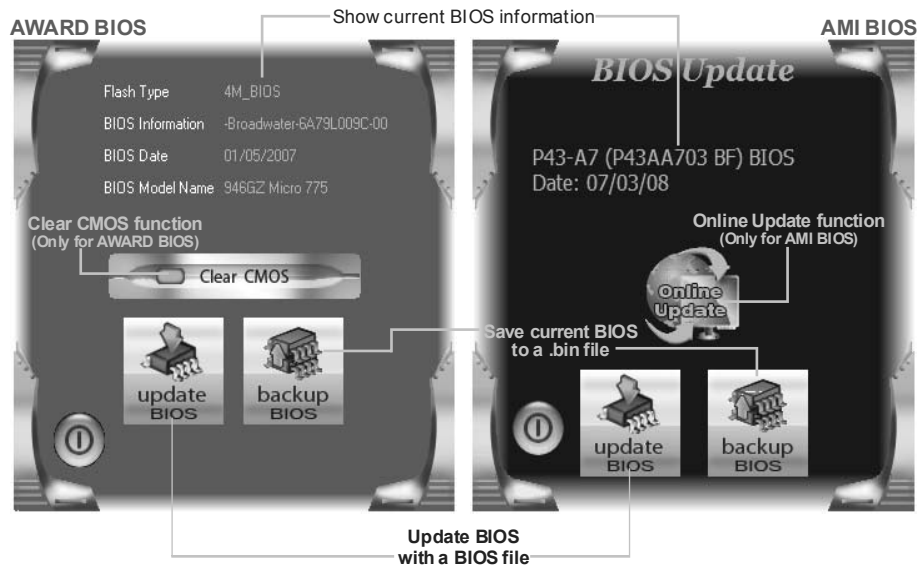 Show current BIOS information
AWARD BIOS
AMI BIOS
BIOS Update
Flash Type 4M_BIOS
BIOS Information -Broadwater-6A79L009C-00
BIOS Date 01/05/2007
BIOS Model Name 946GZ Micro 775
P43-A7 (P43AA703 BF) BIOS
Date: 07/03/08
Clear CMOS function
(Only for AWARD BIOS)
Online Update function
(Only for AMI BIOS)
Clear CMOS
Online
Update
Save current BIOS
to a .bin file
update
BIOS
backup
BIOS
update
BIOS
backup
BIOS
Update BIOS
with a BIOS file